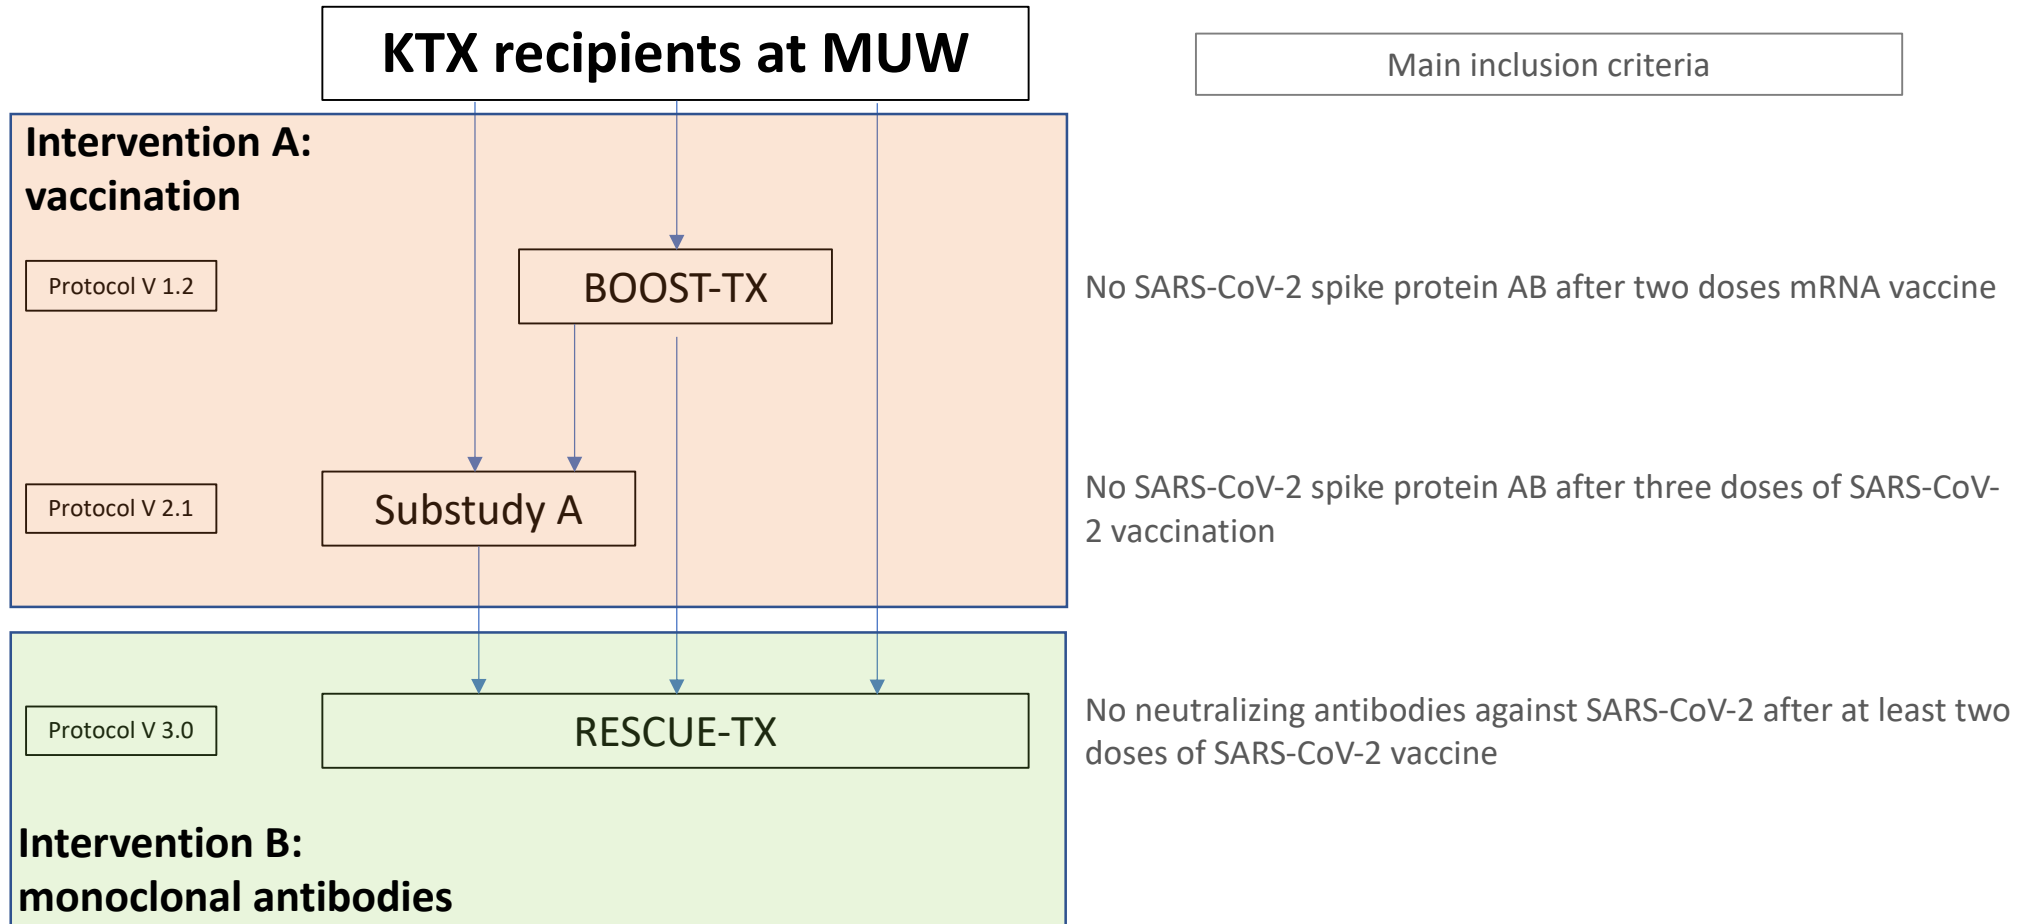 KTX recipients at MUW
Main inclusion criteria
Intervention A:
vaccination
Protocol V 1.2
BOOST-TX
No SARS-CoV-2 spike protein AB after two doses mRNA vaccine
Protocol V 2.1
Substudy A
No SARS-CoV-2 spike protein AB after three doses of SARS-CoV-
2 vaccination
Protocol V 3.0
RESCUE-TX
No neutralizing antibodies against SARS-CoV-2 after at least two
doses of SARS-CoV-2 vaccine
Intervention B:
monoclonal antibodies